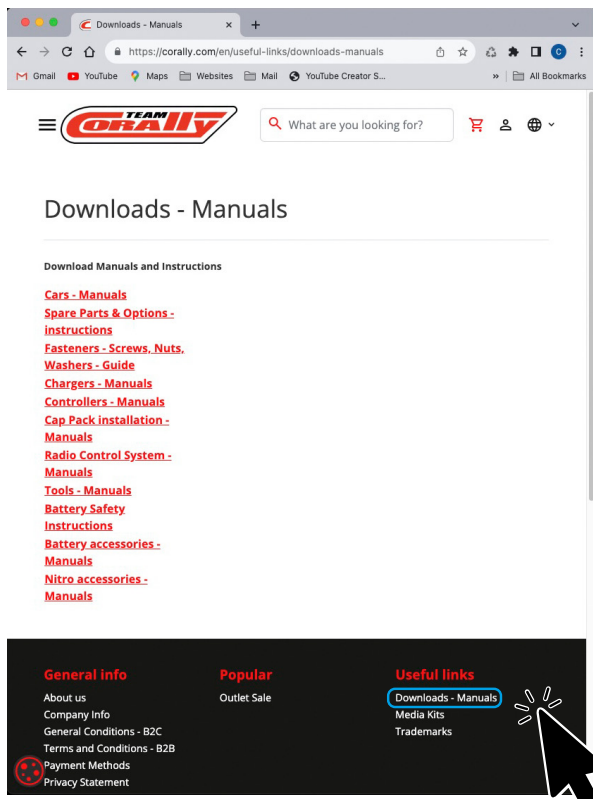 Downloads - Manuals
https://corally.com/en/useful-links/downloads-manuals
C
Gmail YouTube Maps Websites Mail YouTube Creator S... » All Bookmarks
TEAM
CORALLY
What are you looking for?
Downloads - Manuals
Download Manuals and Instructions
Cars - Manuals
Spare Parts & Options -
instructions
Fasteners - Screws, Nuts,
Washers - Guide
Chargers - Manuals
Controllers - Manuals
Cap Pack installation -
Manuals
Radio Control System -
Manuals
Tools - Manuals
Battery Safety
Instructions
Battery accessories -
Manuals
Nitro accessories -
Manuals
General info
About us
Company Info
General Conditions - B2C
Terms and Conditions - B2B
Payment Methods
Privacy Statement
Popular
Outlet Sale
Useful links
Downloads - Manuals
Media Kits
Trademarks